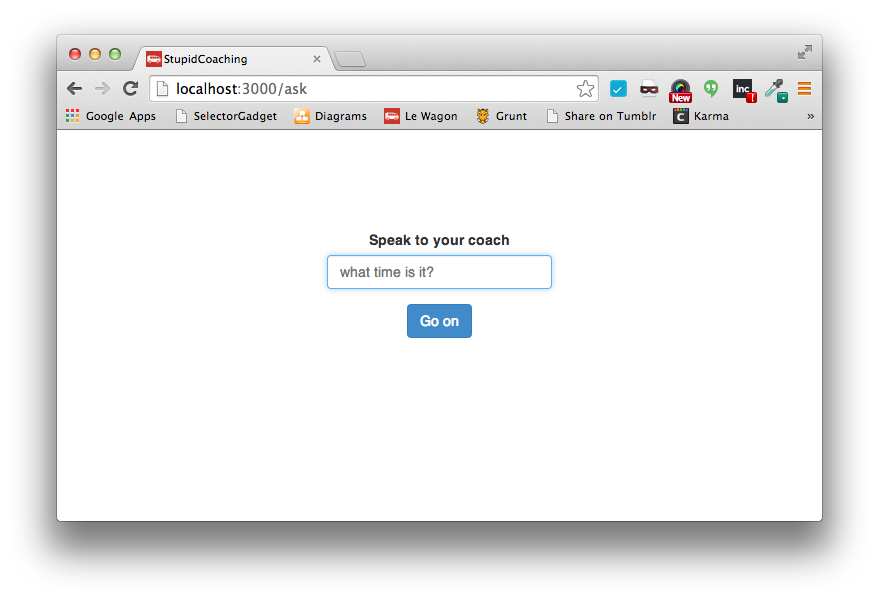 StupidCoaching
localhost:3000/ask
New
inc
!
Google Apps
SelectorGadget
Diagrams
Le Wagon
Grunt
Share on Tumblr
C
Karma
»
Speak to your coach
what time is it?
Go on